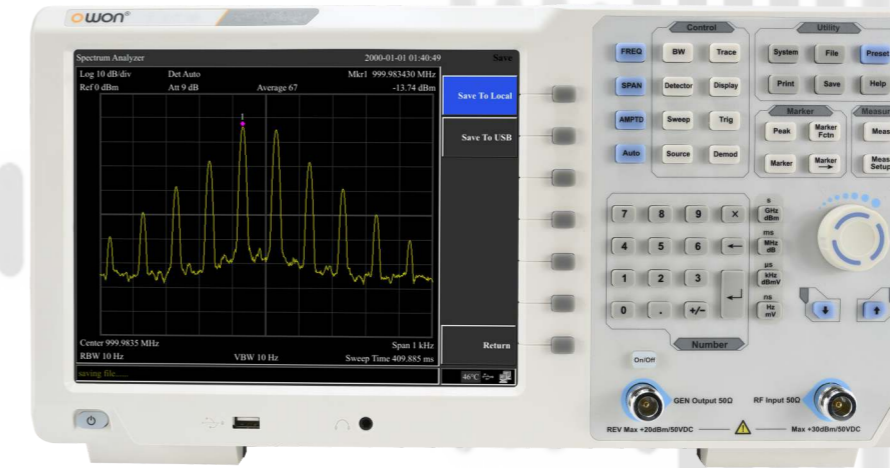 OWON®
Spectrum Analyzer 2000-01-01 01:40:49 Save
Log 10 dB/div Det Auto Mkr1 999.983430 MHz
Ref 0 dBm Att 9 dB Average 67 -13.74 dBm
1
Save To Local
Save To USB
Center 999.9835 MHz Span 1 kHz
RBW 10 Hz VBW 10 Hz Sweep Time 409.885 ms
Return
saving file......
46°C
Control
FREQ BW Trace
SPAN Detector Display
AMPTD Sweep Trig
Auto Source Demod
Utility
System File Preset
Print Save Help
Marker
Peak Marker Fctn
Marker Marker →
Measure
Meas
Meas Setup
7 8 9 ×
4 5 6 ←
1 2 3
0 . +/- ↵
s
GHz
dBm
ms
MHz
dB
µs
kHz
dBmV
ns
Hz
mV
Number
On/Off
GEN Output 50Ω RF Input 50Ω
REV Max +20dBm/50VDC Max +30dBm/50VDC